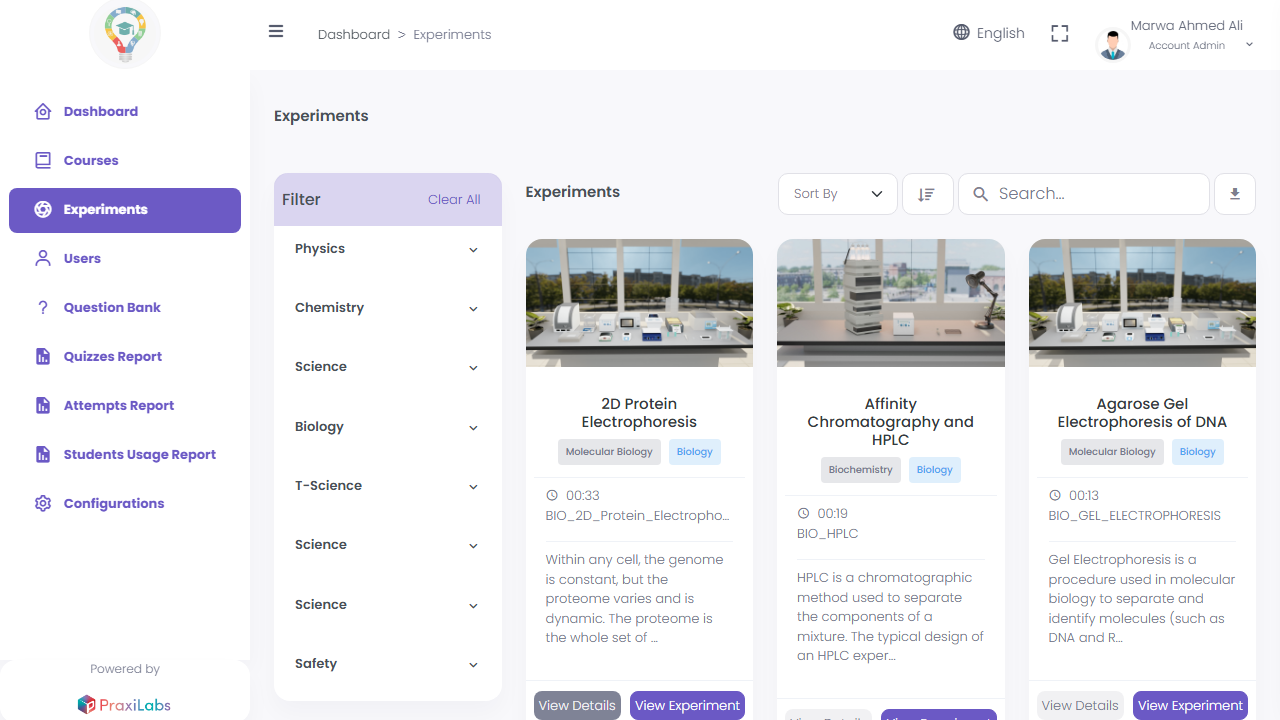 Dashboard > Experiments
English
Marwa Ahmed Ali
Account Admin
Dashboard
Courses
Experiments
Users
Question Bank
Quizzes Report
Attempts Report
Students Usage Report
Configurations
Powered by
PraxiLabs
Experiments
Filter
Clear All
Physics
Chemistry
Science
Biology
T-Science
Science
Science
Safety
Experiments
Sort By
Search...
2D Protein
Electrophoresis
Molecular Biology
Biology
00:33
BIO_2D_Protein_Electropho...
Within any cell, the genome
is constant, but the
proteome varies and is
dynamic. The proteome is
the whole set of ...
View Details
View Experiment
Affinity
Chromatography and
HPLC
Biochemistry
Biology
00:19
BIO_HPLC
HPLC is a chromatographic
method used to separate
the components of a
mixture. The typical design of
an HPLC exper...
View Details
View Experiment
Agarose Gel
Electrophoresis of DNA
Molecular Biology
Biology
00:13
BIO_GEL_ELECTROPHORESIS
Gel Electrophoresis is a
procedure used in molecular
biology to separate and
identify molecules (such as
DNA and R...
View Details
View Experiment